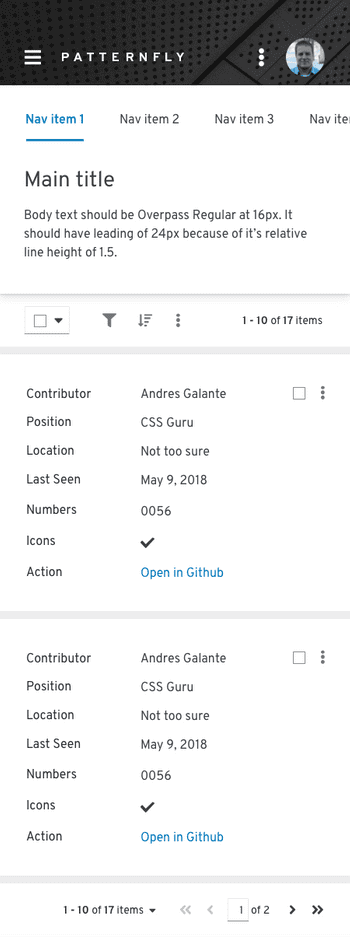 PATTERNFLY
Nav item 1 Nav item 2 Nav item 3 Nav ite
Main title
Body text should be Overpass Regular at 16px. It
should have leading of 24px because of it’s relative
line height of 1.5.
1 - 10 of 17 items
Contributor Andres Galante
Position CSS Guru
Location Not too sure
Last Seen May 9, 2018
Numbers 0056
Icons
Action Open in Github
Contributor Andres Galante
Position CSS Guru
Location Not too sure
Last Seen May 9, 2018
Numbers 0056
Icons
Action Open in Github
1 - 10 of 17 items 1 of 2